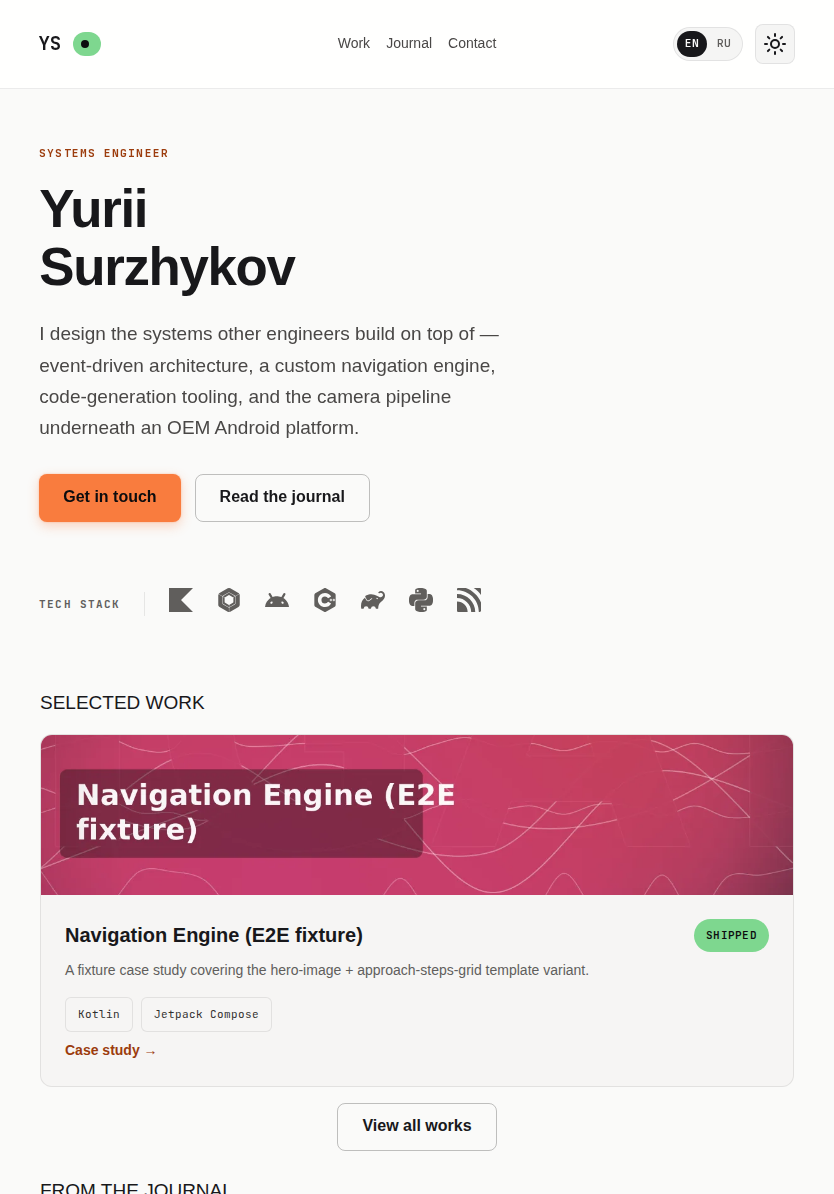 YS
Work Journal Contact
EN RU
SYSTEMS ENGINEER
Yurii
Surzhykov
I design the systems other engineers build on top of —
event-driven architecture, a custom navigation engine,
code-generation tooling, and the camera pipeline
underneath an OEM Android platform.
Get in touch
Read the journal
TECH STACK
SELECTED WORK
Navigation Engine (E2E
fixture)
Navigation Engine (E2E fixture)
SHIPPED
A fixture case study covering the hero-image + approach-steps-grid template variant.
Kotlin
Jetpack Compose
Case study →
View all works
FROM THE JOURNAL